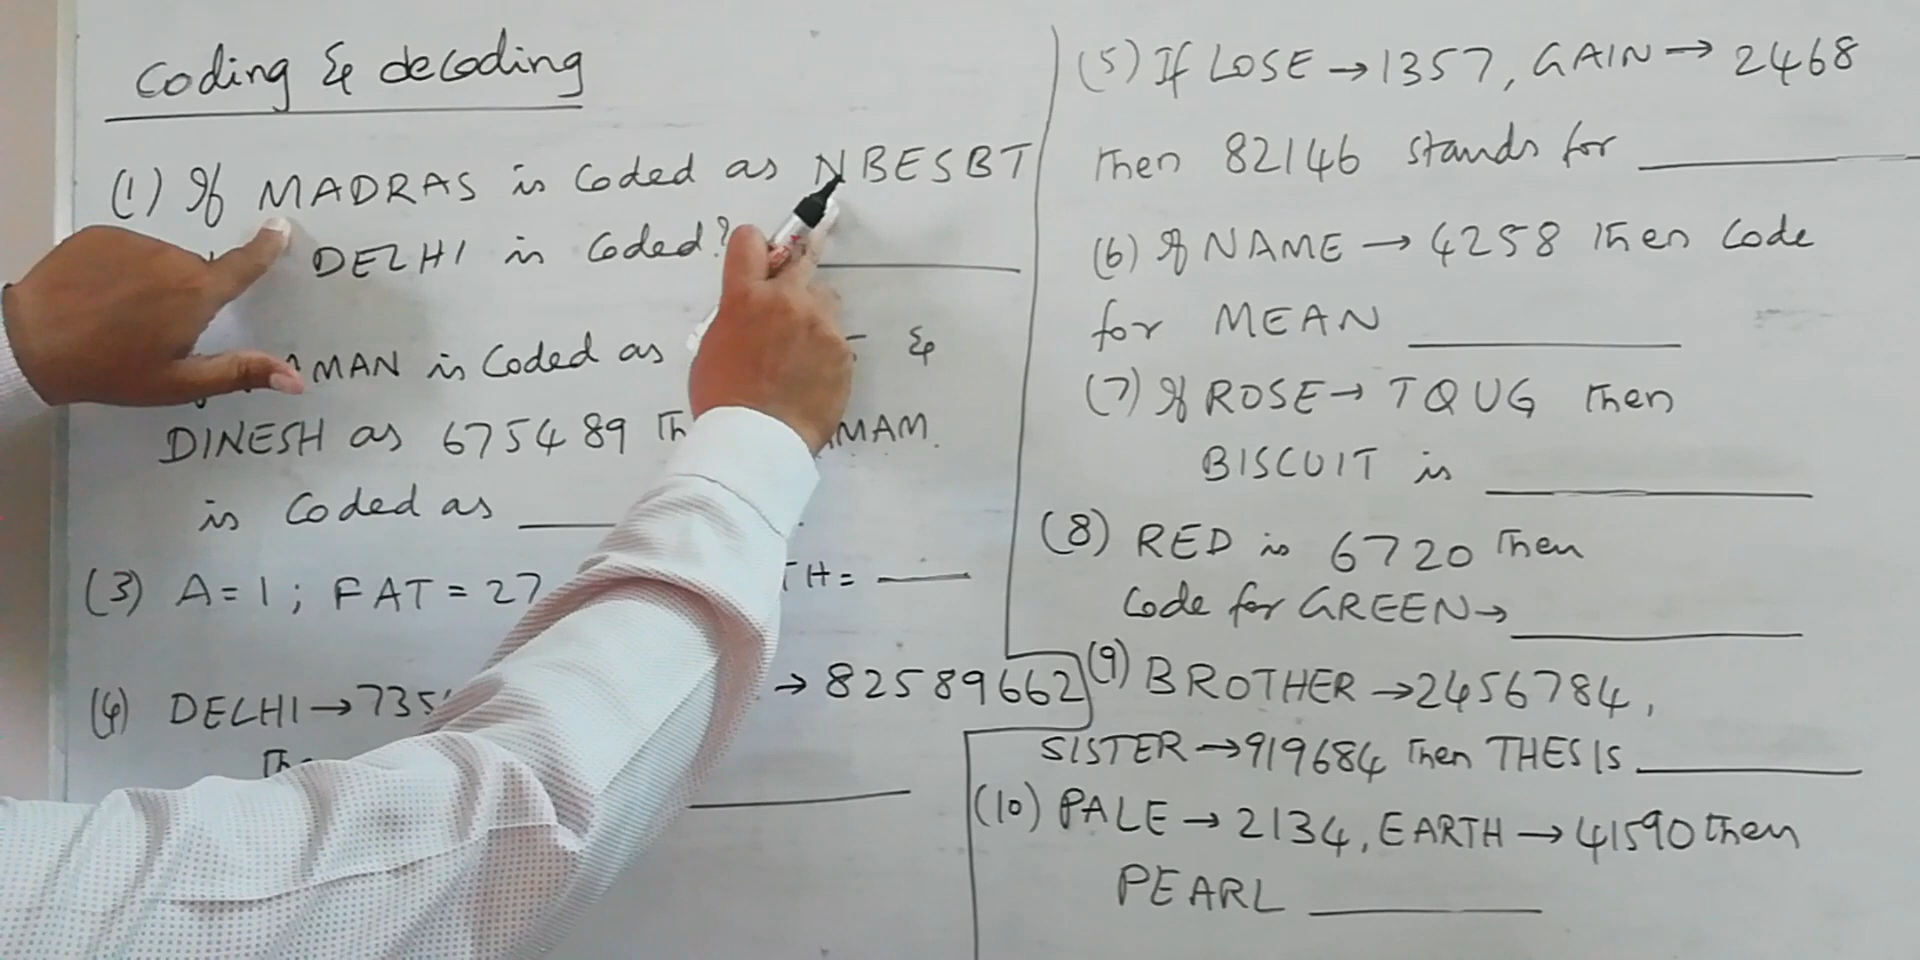 Coding & decoding
(1) If MADRAS is Coded as NBESBT
DELHI is Coded?
MAN is Coded as &
DINESH as 675489 MAM.
is Coded as
(3) A=1; FAT=27 TH=
(4) DELHI→735 →82589662
(5) If LOSE→1357, GAIN→2468
Then 82146 stands for
(6) If NAME→4258 Then Code
for MEAN
(7) If ROSE→TQUG Then
BISCUIT is
(8) RED is 6720 Then
Code for GREEN→
(9) BROTHER→2456784,
SISTER→919684 Then THESIS
(10) PALE→2134, EARTH→41590 then
PEARL